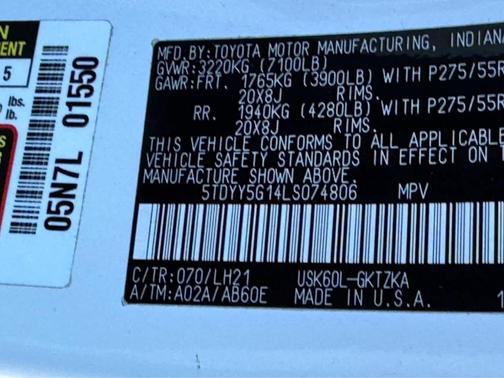 N
EMENT
5
lbs.
lb.
05N7L 01550
MFD.BY:TOYOTA MOTOR MANUFACTURING, INDIANA
GVWR:3220KG (7100LB)
GAWR:FRT. 1765KG (3900LB) WITH P275/55R
20X8J RIMS.
RR. 1940KG (4280LB) WITH P275/55R
20X8J RIMS.
THIS VEHICLE CONFORMS TO ALL APPLICABLE
VEHICLE SAFETY STANDARDS IN EFFECT ON
MANUFACTURE SHOWN ABOVE.
5TDYY5G14LS074806 MPV
C/TR:070/LH21 USK60L-GKTZKA
A/TM:A02A/AB60E MADE IN U.S.A.